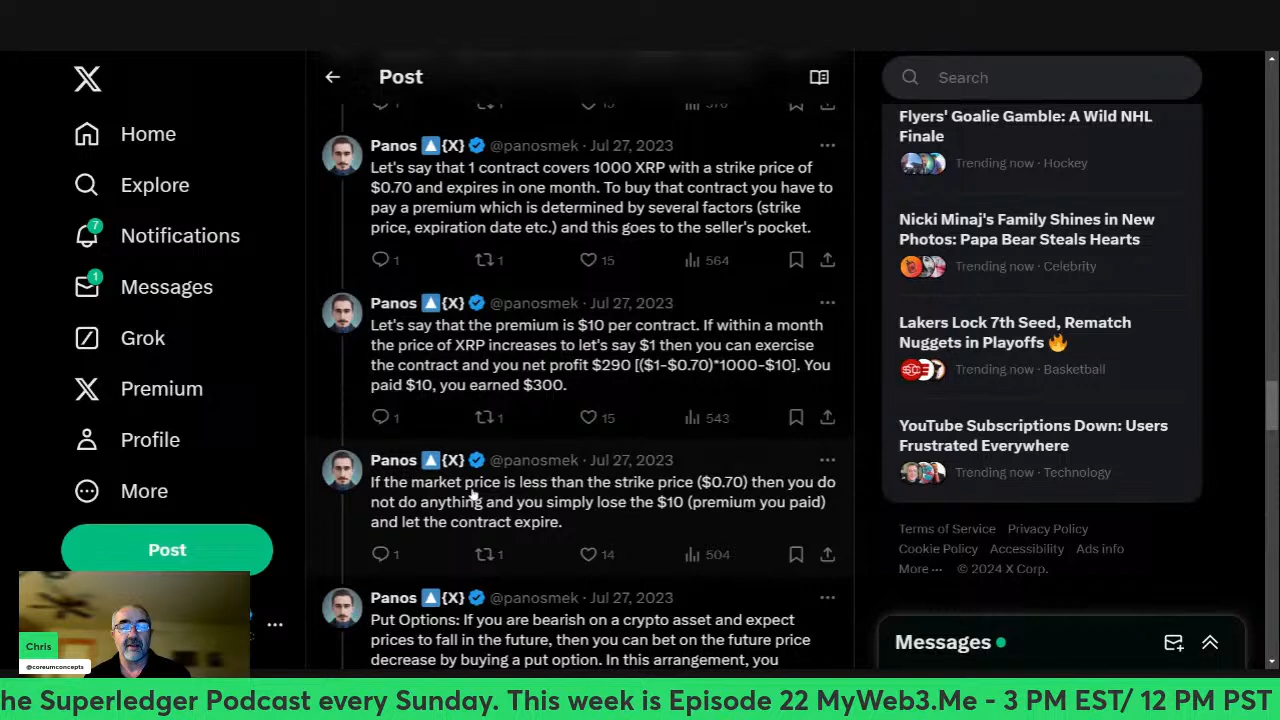 Home
Explore
7
Notifications
1
Messages
Grok
Premium
Profile
More
Post
Chris
@coreumconcepts
Post
Panos {X} @panosmek · Jul 27, 2023
Let's say that 1 contract covers 1000 XRP with a strike price of
$0.70 and expires in one month. To buy that contract you have to
pay a premium which is determined by several factors (strike
price, expiration date etc.) and this goes to the seller's pocket.
1 1 15 564
Panos {X} @panosmek · Jul 27, 2023
Let's say that the premium is $10 per contract. If within a month
the price of XRP increases to let's say $1 then you can exercise
the contract and you net profit $290 [($1-$0.70)*1000-$10]. You
paid $10, you earned $300.
1 1 15 543
Panos {X} @panosmek · Jul 27, 2023
If the market price is less than the strike price ($0.70) then you do
not do anything and you simply lose the $10 (premium you paid)
and let the contract expire.
1 1 14 504
Panos {X} @panosmek · Jul 27, 2023
Put Options: If you are bearish on a crypto asset and expect
prices to fall in the future, then you can bet on the future price
decrease by buying a put option. In this arrangement, you
Search
Flyers' Goalie Gamble: A Wild NHL
Finale
Trending now · Hockey
Nicki Minaj's Family Shines in New
Photos: Papa Bear Steals Hearts
Trending now · Celebrity
Lakers Lock 7th Seed, Rematch
Nuggets in Playoffs 🔥
Trending now · Basketball
YouTube Subscriptions Down: Users
Frustrated Everywhere
Trending now · Technology
Terms of Service Privacy Policy
Cookie Policy Accessibility Ads info
More ··· © 2024 X Corp.
Messages
he Superledger Podcast every Sunday. This week is Episode 22 MyWeb3.Me - 3 PM EST/ 12 PM PST